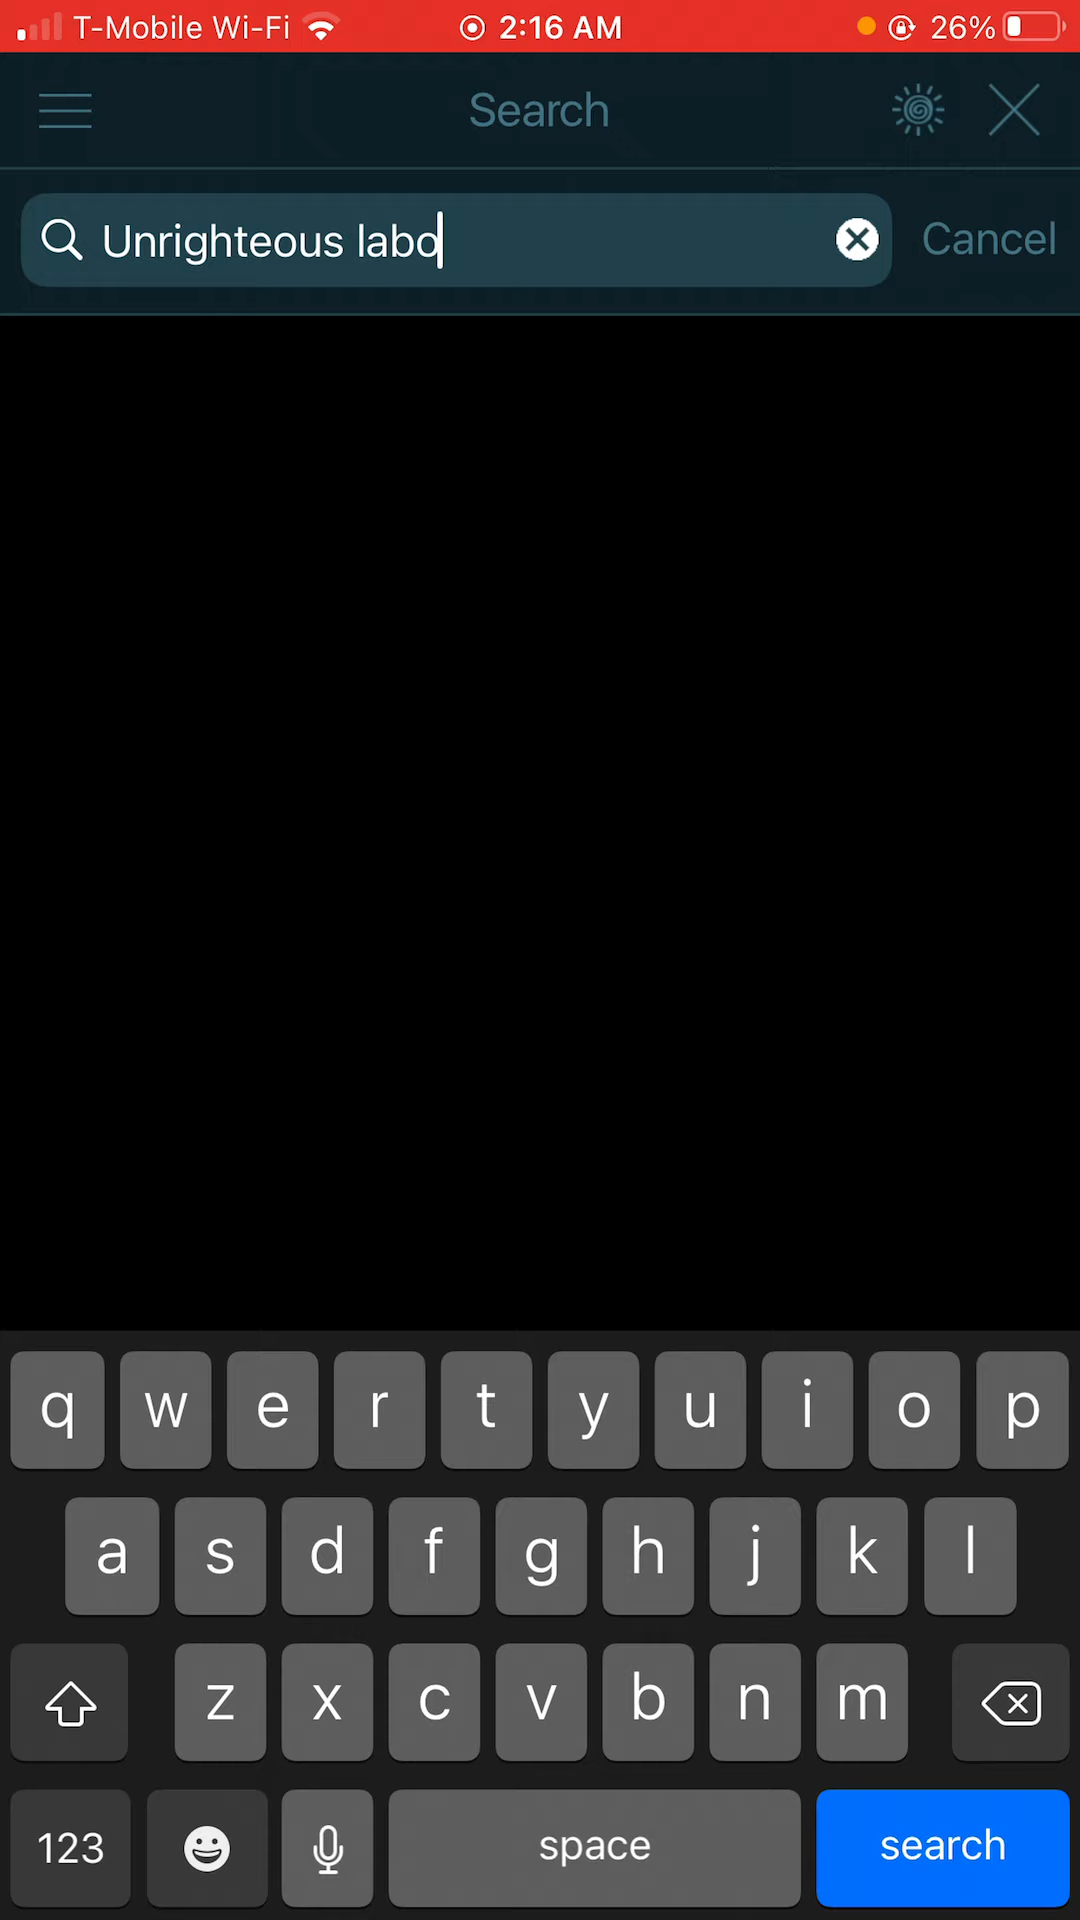 T-Mobile Wi-Fi 2:16 AM 26%
Search
Unrighteous labo Cancel
q w e r t y u i o p
a s d f g h j k l
z x c v b n m
123 space search